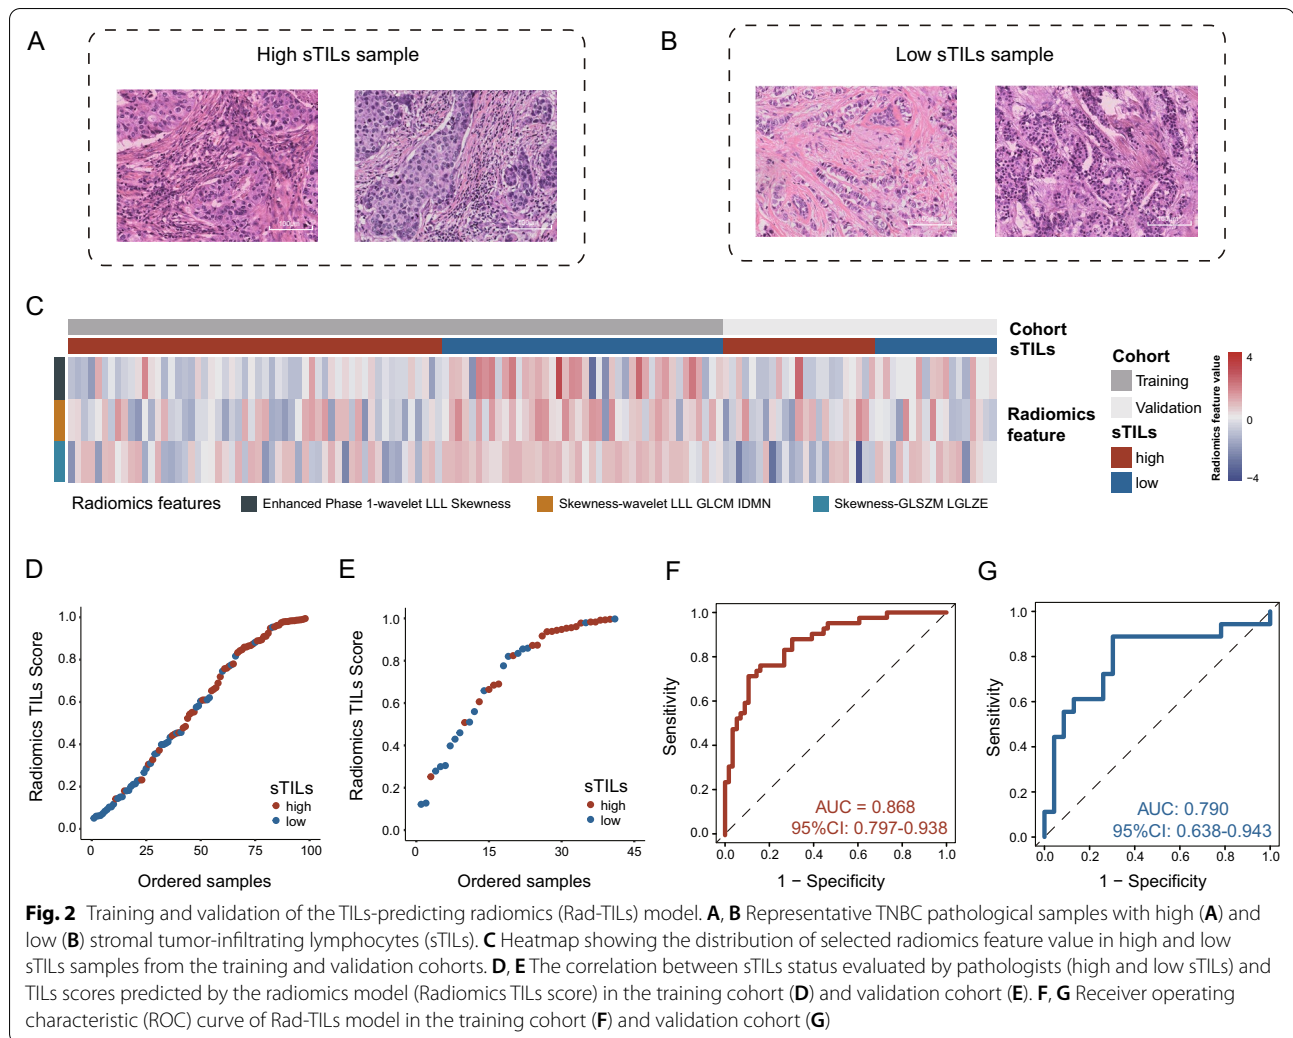 A
High sTILs sample
B
Low sTILs sample
C
Cohort
sTILs
Radiomics
feature
Cohort
Training
Validation
sTILs
high
low
Radiomics feature value
4
0
−4
Radiomics features
Enhanced Phase 1-wavelet LLL Skewness
Skewness-wavelet LLL GLCM IDMN
Skewness-GLSZM LGLZE
D
Radiomics TILs Score
1.0
0.8
0.6
0.4
0.2
0.0
sTILs
high
low
0 25 50 75 100
Ordered samples
E
Radiomics TILs Score
1.0
0.8
0.6
0.4
0.2
0.0
sTILs
high
low
0 15 30 45
Ordered samples
F
Sensitivity
1.0
0.8
0.6
0.4
0.2
0.0
AUC = 0.868
95%CI: 0.797-0.938
0.0 0.2 0.4 0.6 0.8 1.0
1 − Specificity
G
Sensitivity
1.0
0.8
0.6
0.4
0.2
0.0
AUC: 0.790
95%CI: 0.638-0.943
0.0 0.2 0.4 0.6 0.8 1.0
1 − Specificity
Fig. 2 Training and validation of the TILs-predicting radiomics (Rad-TILs) model. A, B Representative TNBC pathological samples with high (A) and
low (B) stromal tumor-infiltrating lymphocytes (sTILs). C Heatmap showing the distribution of selected radiomics feature value in high and low
sTILs samples from the training and validation cohorts. D, E The correlation between sTILs status evaluated by pathologists (high and low sTILs) and
TILs scores predicted by the radiomics model (Radiomics TILs score) in the training cohort (D) and validation cohort (E). F, G Receiver operating
characteristic (ROC) curve of Rad-TILs model in the training cohort (F) and validation cohort (G)